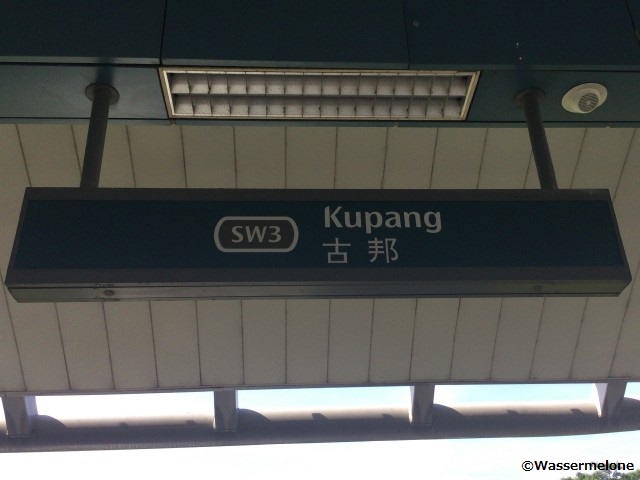 SW3 Kupang
古邦
©Wassermelone